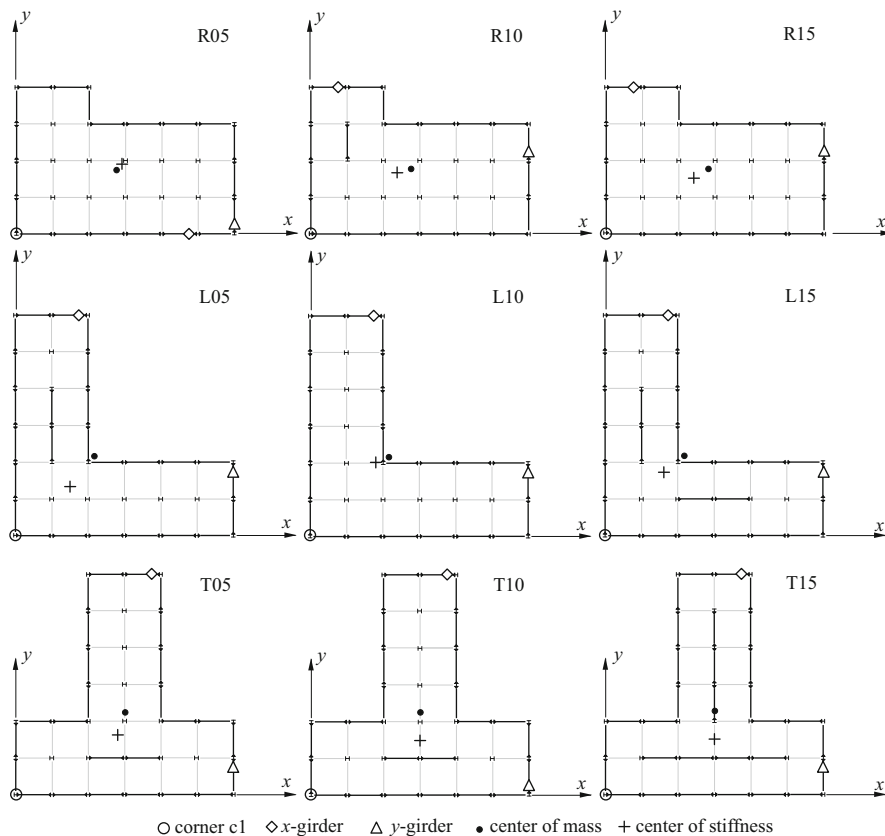 y R05 y R10 y R15
x x x
y L05 y L10 y L15
x x x
y T05 y T10 y T15
x x x
corner c1 x-girder y-girder center of mass center of stiffness